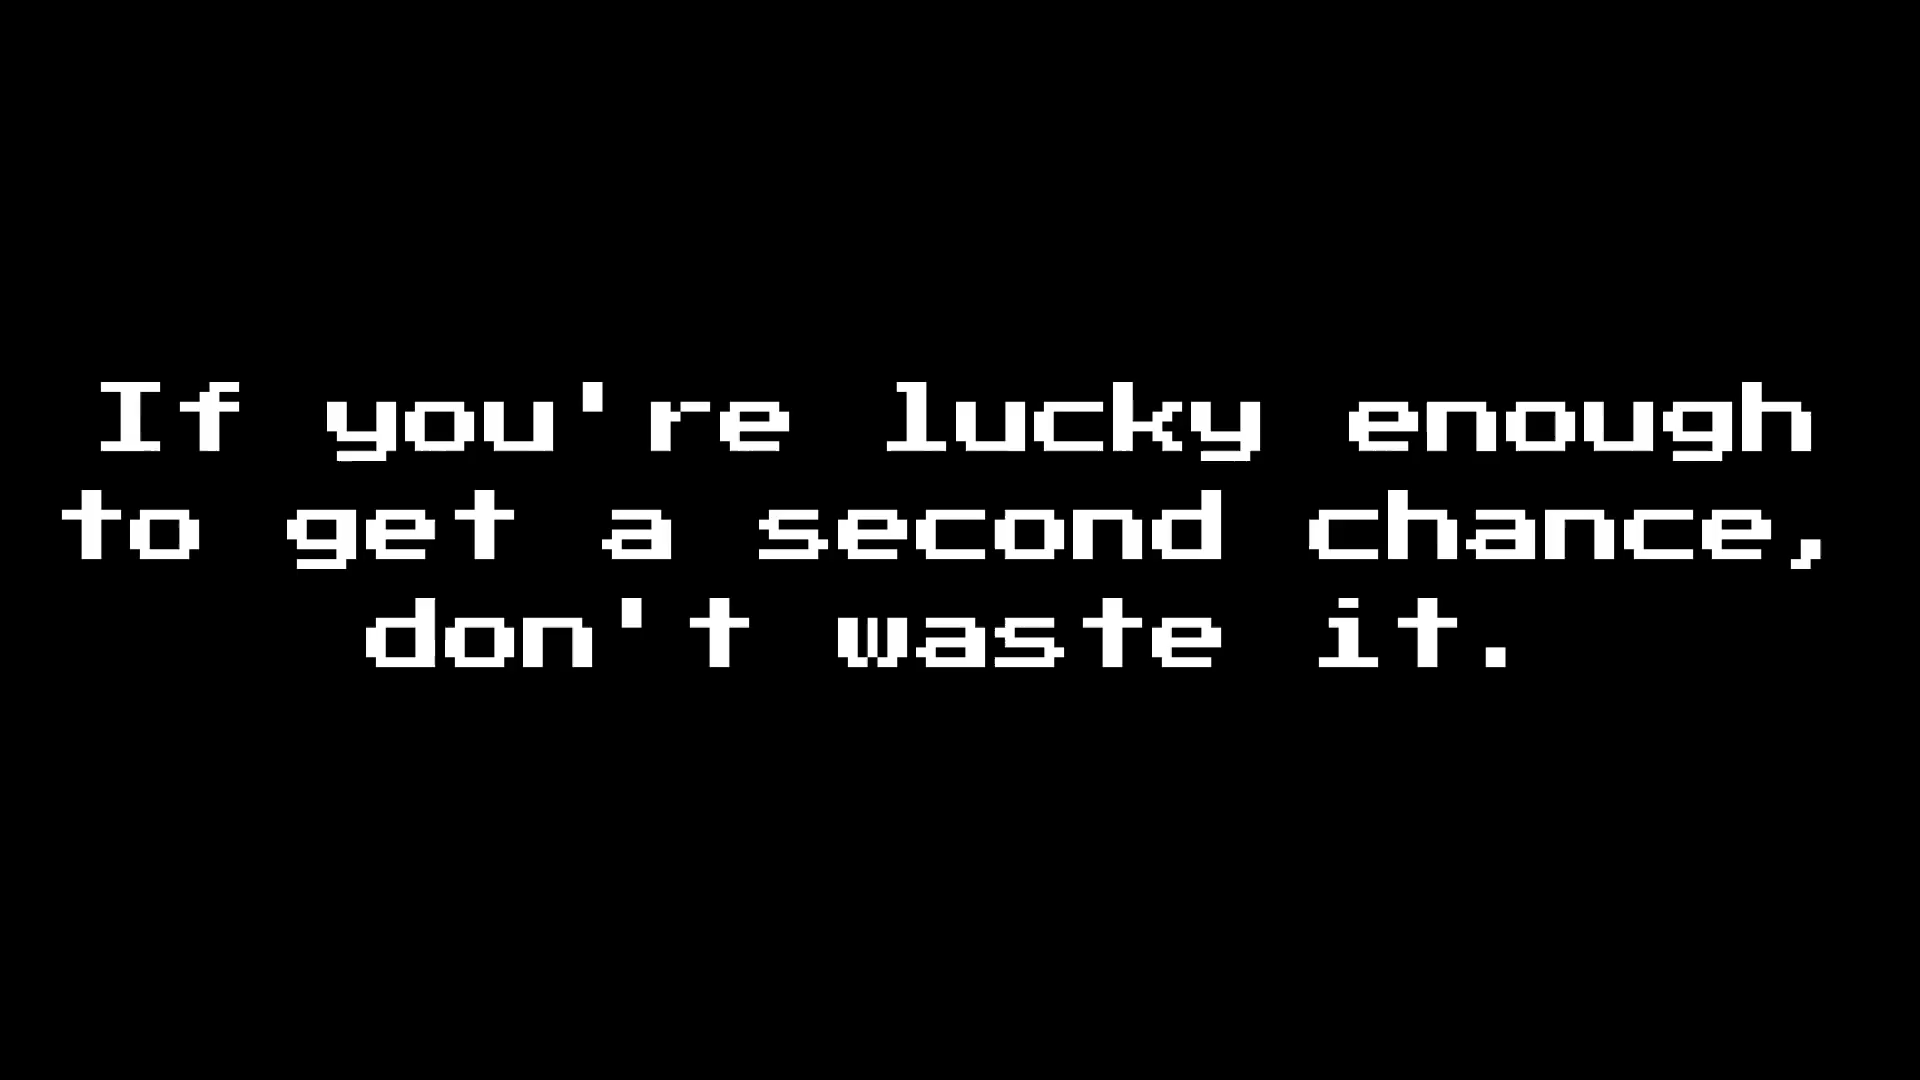 If you're lucky enough
to get a second chance,
don't waste it.